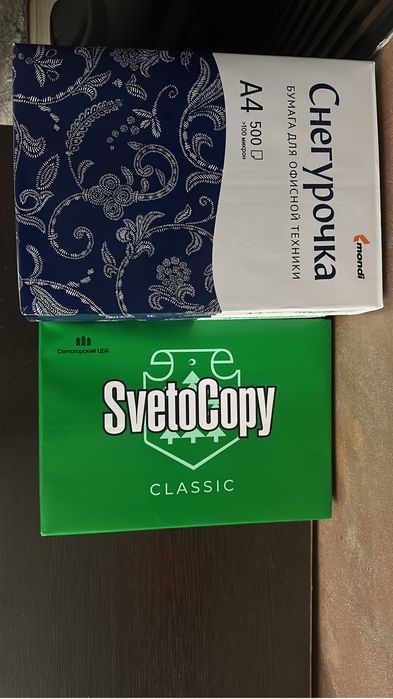 mondi
Снегурочка
БУМАГА ДЛЯ ОФИСНОЙ ТЕХНИКИ
A4
500
>100 микрон
Светогорский ЦБК
SvetoCopy
CLASSIC